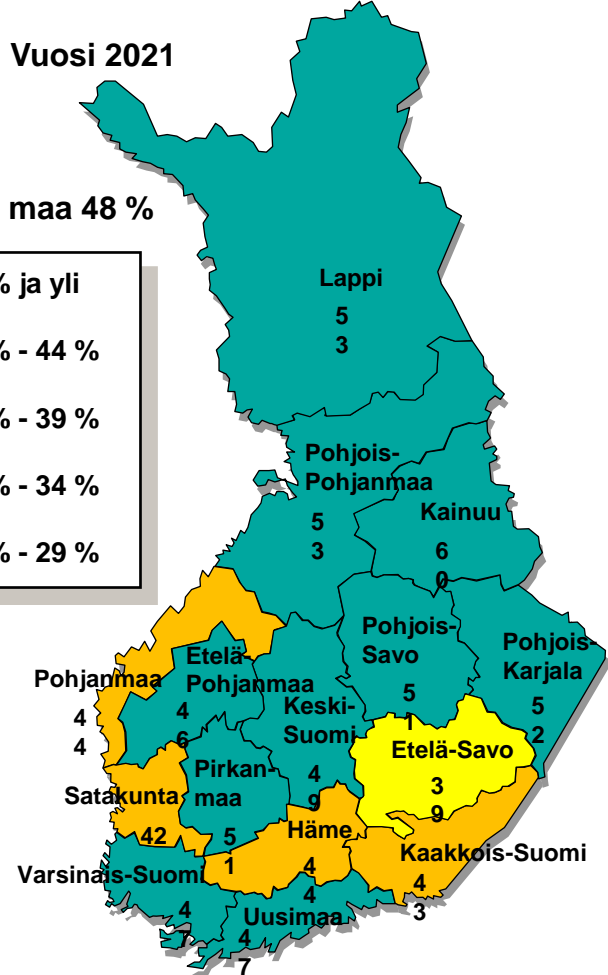 Vuosi 2021
maa 48 %
% ja yli
% - 44 %
% - 39 %
% - 34 %
% - 29 %
Lappi
5
3
Pohjois-
Pohjanmaa
5
3
Kainuu
6
0
Pohjois-
Savo
5
1
Pohjois-
Karjala
5
2
Pohjanmaa
4
4
Etelä-
Pohjanmaa
4
6
Keski-
Suomi
4
9
Etelä-Savo
3
9
Satakunta
42
Pirkan-
maa
5
1
Häme
4
4
Kaakkois-Suomi
4
3
Varsinais-Suomi
4
7
Uusimaa
4
7